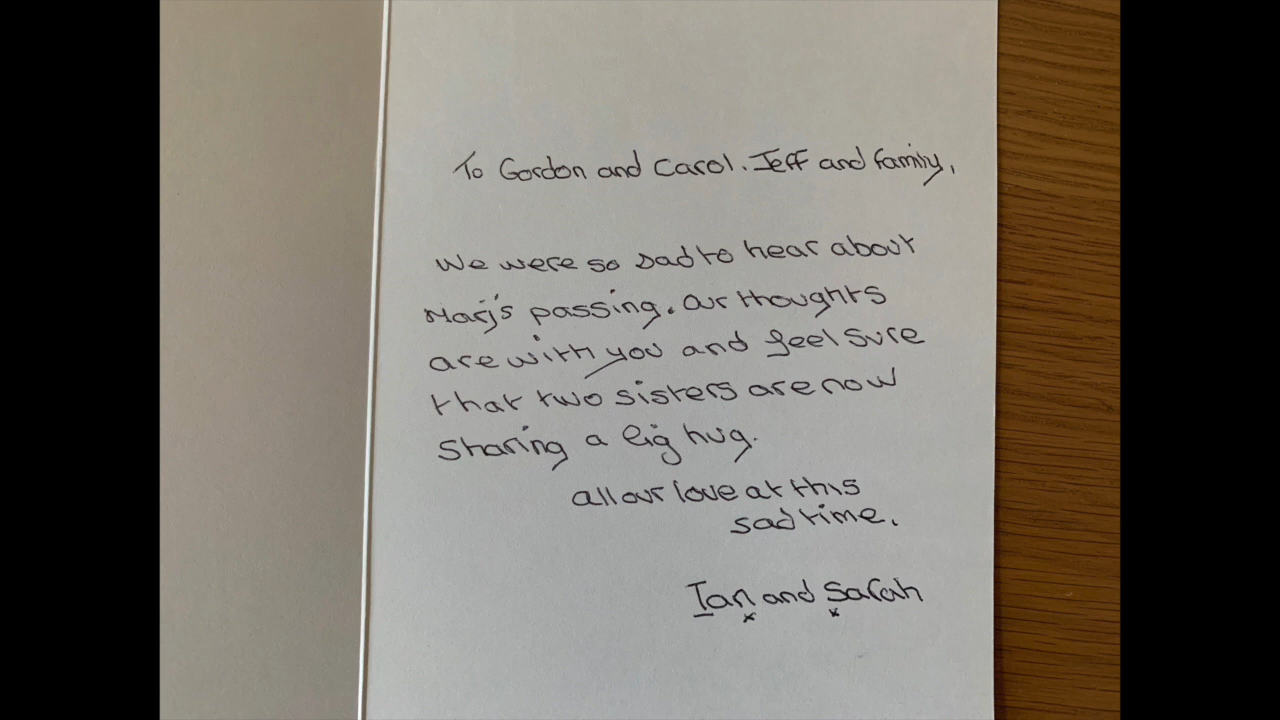 To Gordon and Carol. Jeff and family,
We were so sad to hear about
Marj's passing. Our thoughts
are with you and feel sure
that two sisters are now
sharing a big hug.
all our love at this
sad time.
Ian and Sarah
x x